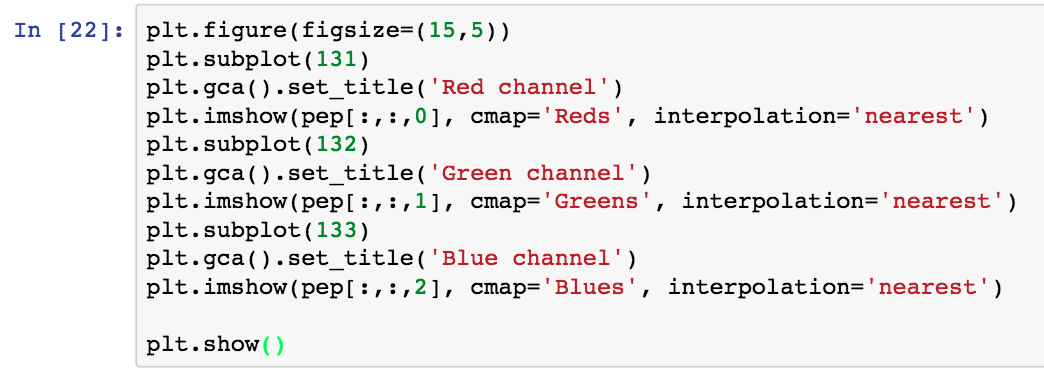 In [22]: plt.figure(figsize=(15,5))
plt.subplot(131)
plt.gca().set_title('Red channel')
plt.imshow(pep[:,:,0], cmap='Reds', interpolation='nearest')
plt.subplot(132)
plt.gca().set_title('Green channel')
plt.imshow(pep[:,:,1], cmap='Greens', interpolation='nearest')
plt.subplot(133)
plt.gca().set_title('Blue channel')
plt.imshow(pep[:,:,2], cmap='Blues', interpolation='nearest')
plt.show()